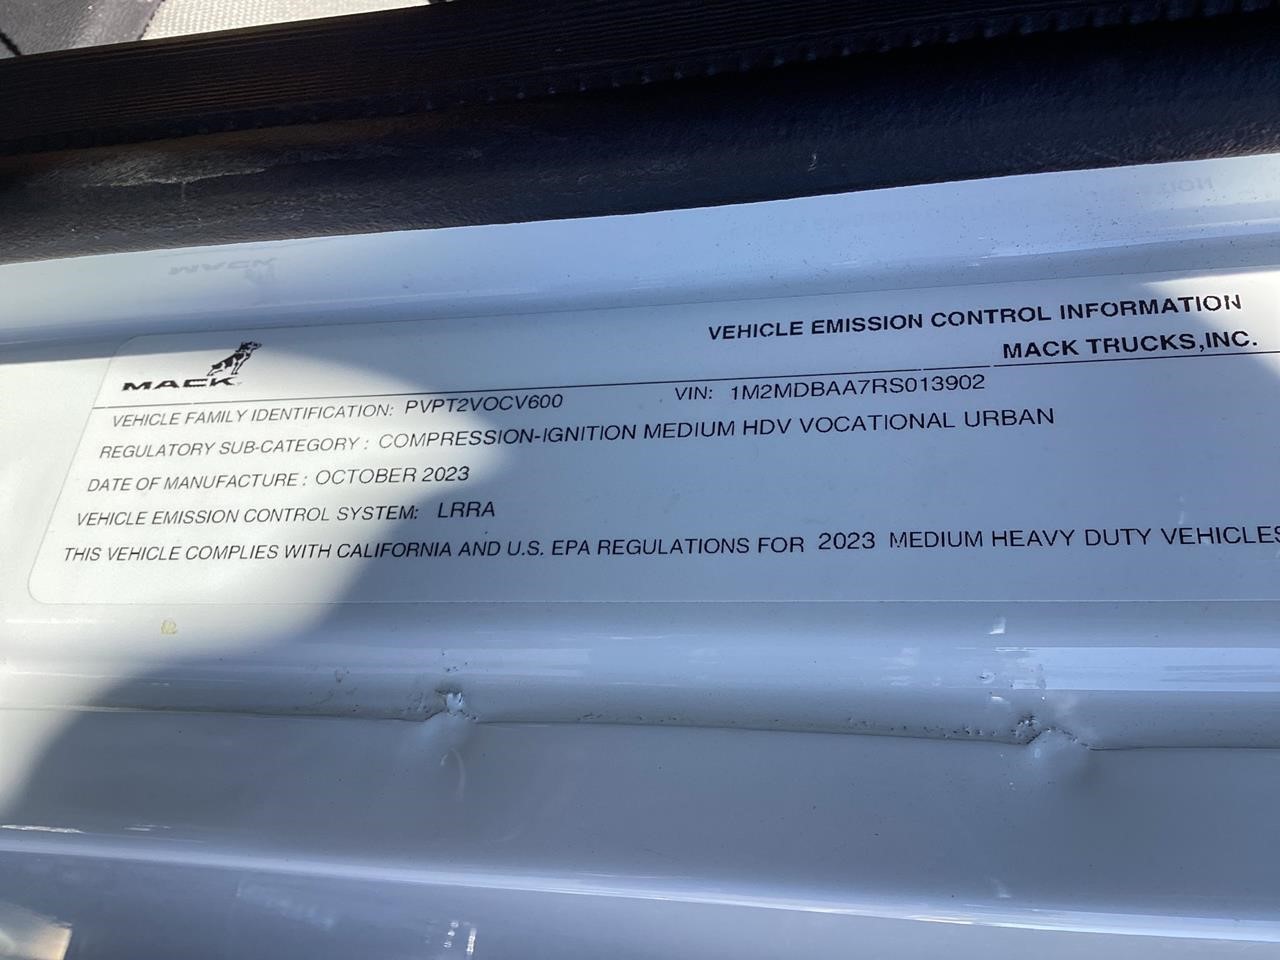 VEHICLE EMISSION CONTROL INFORMATION
MACK
MACK TRUCKS,INC.
VEHICLE FAMILY IDENTIFICATION: PVPT2VOCV600 VIN: 1M2MDBAA7RS013902
REGULATORY SUB-CATEGORY : COMPRESSION-IGNITION MEDIUM HDV VOCATIONAL URBAN
DATE OF MANUFACTURE : OCTOBER 2023
VEHICLE EMISSION CONTROL SYSTEM: LRRA
THIS VEHICLE COMPLIES WITH CALIFORNIA AND U.S. EPA REGULATIONS FOR 2023 MEDIUM HEAVY DUTY VEHICLES